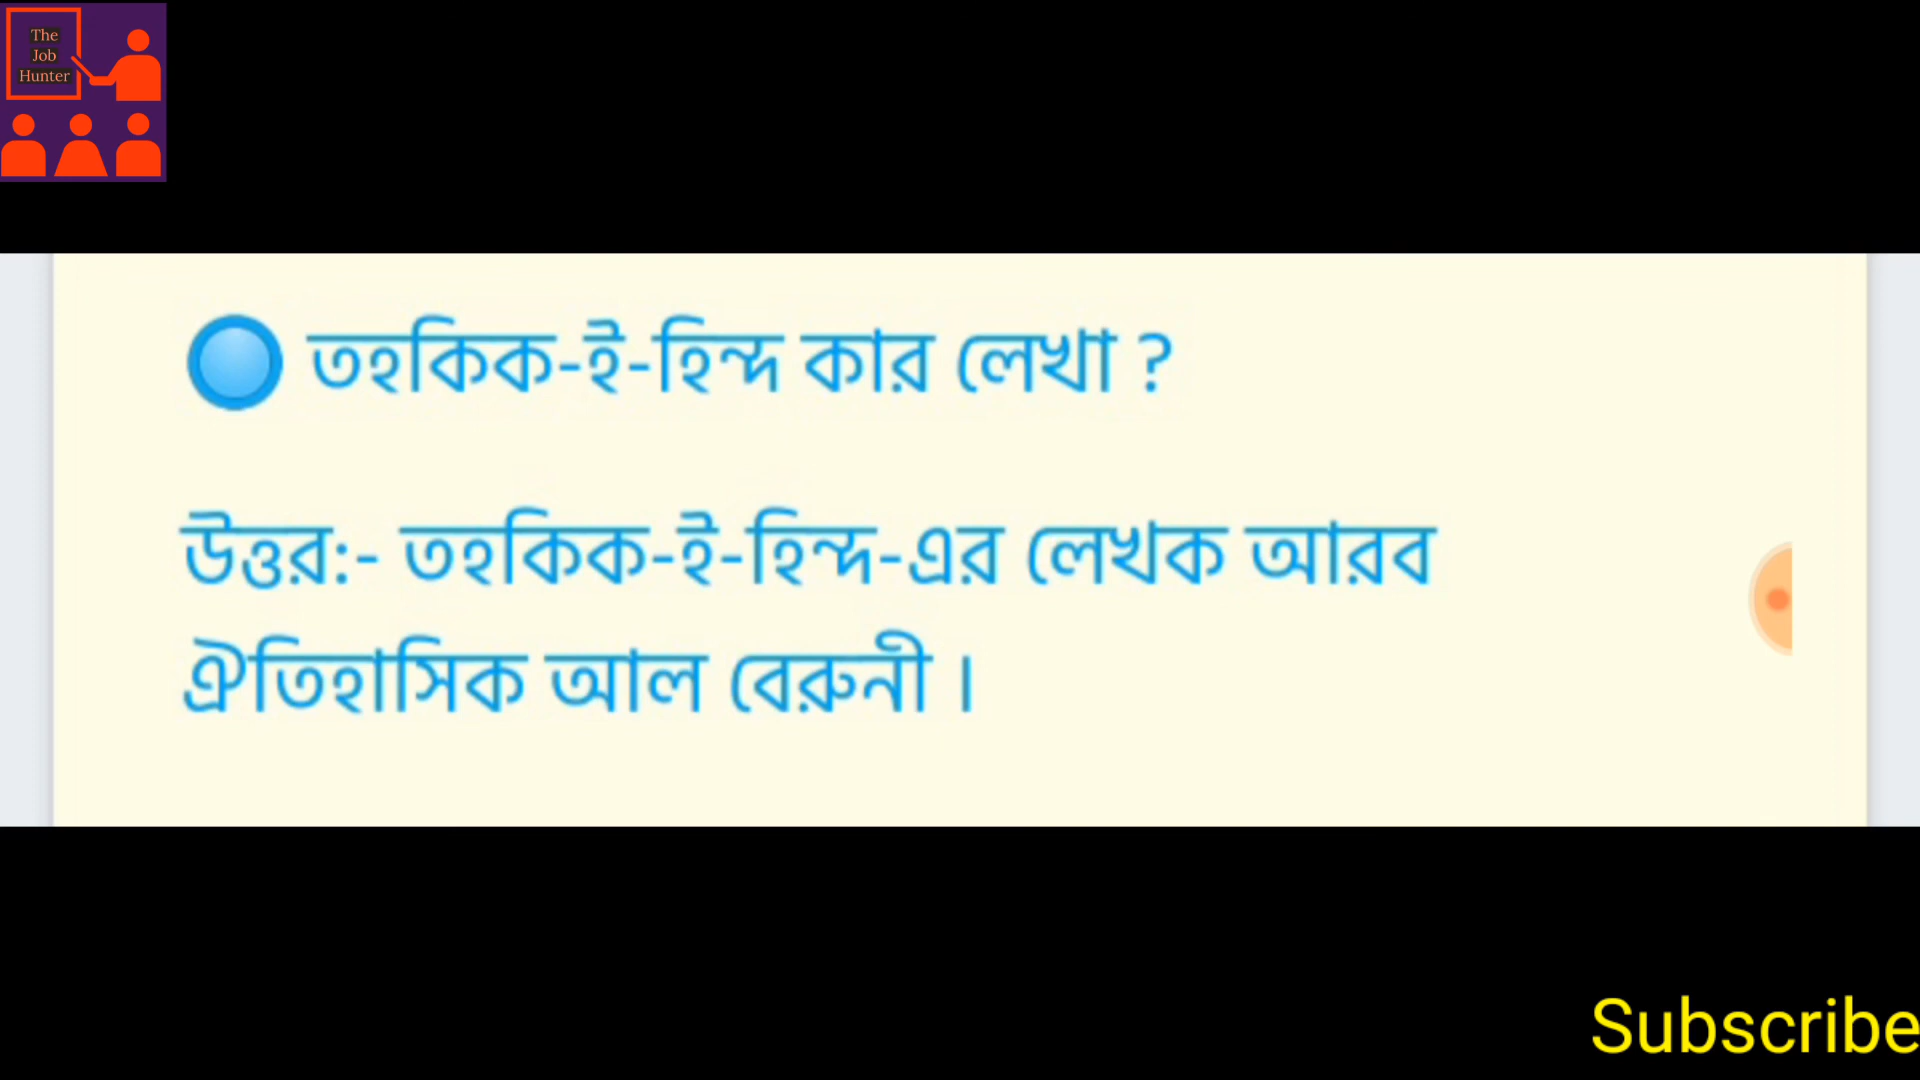 The
Job
Hunter
তহকিক-ই-হিন্দ কার লেখা ?
উত্তর:- তহকিক-ই-হিন্দ-এর লেখক আরব
ঐতিহাসিক আল বেরুনী ।
Subscribe